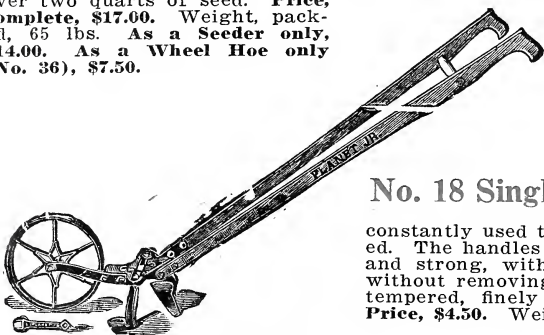 ver two quarts of seed. Price,
omplete, $17.00. Weight, pack-
d, 65 lbs. As a Seeder only,
14.00. As a Wheel Hoe only
No. 36), $7.50.
PLANET JR.
No. 18 Singl
constantly used t
ed. The handles
and strong, with
without removing
tempered, finely
Price, $4.50. Wei